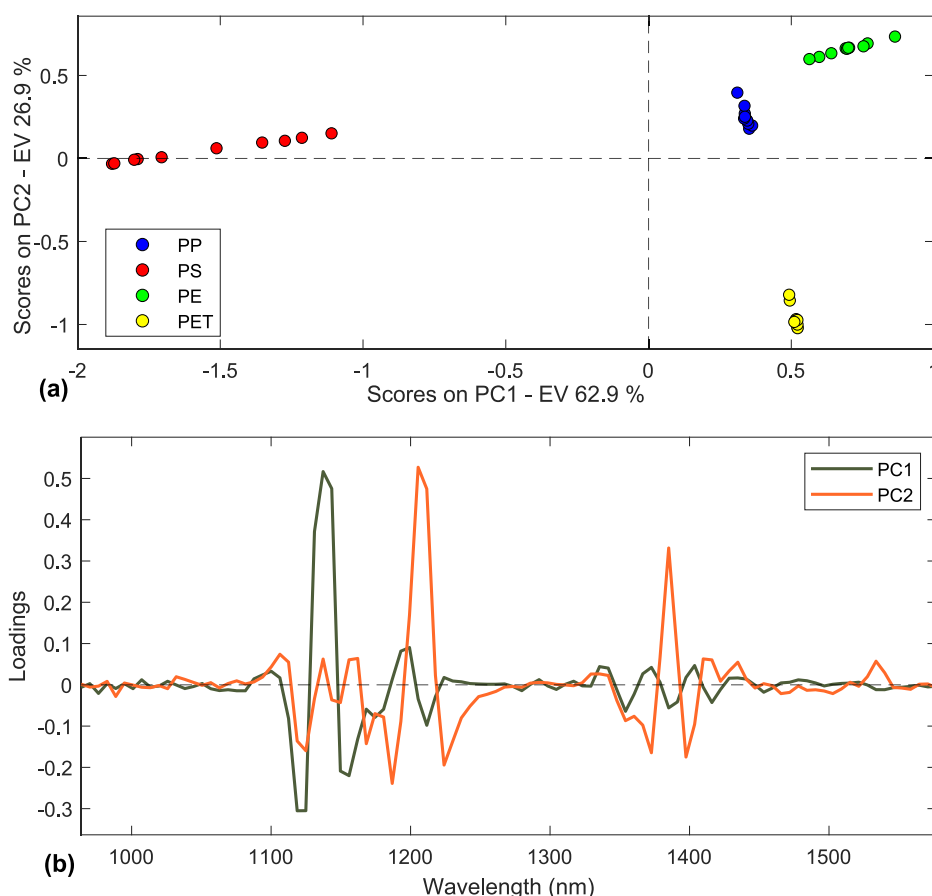 Scores on PC2 - EV 26.9 %
0.5
0
-0.5
-1
PP
PS
PE
PET
-2
-1.5
-1
-0.5
0
0.5
1
(a)
Scores on PC1 - EV 62.9 %
Loadings
0.5
0.4
0.3
0.2
0.1
0
-0.1
-0.2
-0.3
PC1
PC2
1000
1100
1200
1300
1400
1500
(b)
Wavelength (nm)